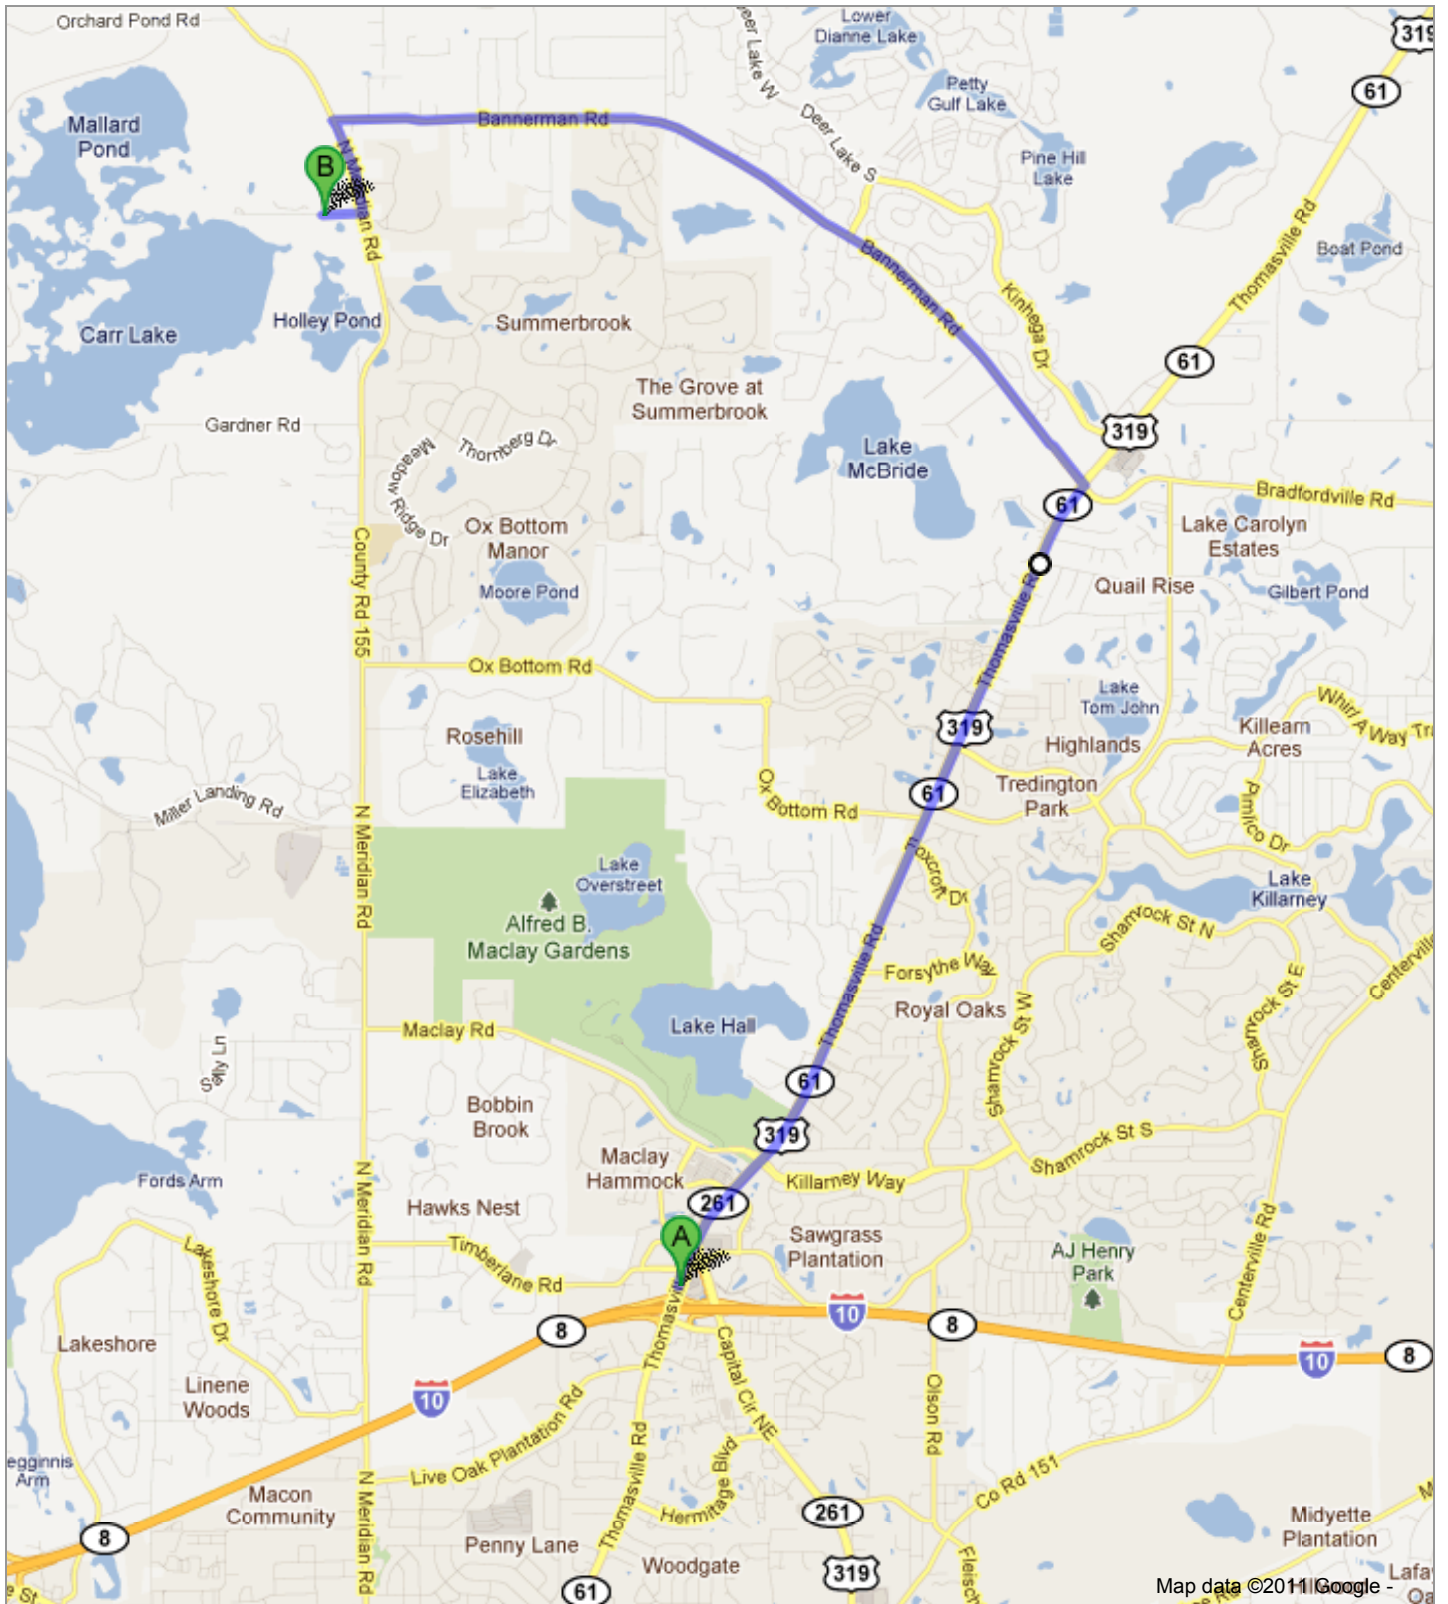 Orchard Pond Rd
Lower
Dianne Lake
319
61
Petty
Gulf Lake
Deer Lake S
Mallard
Pond
Bannerman Rd
Pine Hill
Lake
B
Thomasville Rd
Boat Pond
Bannerman Rd
Kinhega Dr
Carr Lake
Holley Pond
Summerbrook
61
The Grove at
Summerbrook
Gardner Rd
Thornberg Dr
Meadow Ridge Dr
319
Lake
McBride
61
Bradfordville Rd
Lake Carolyn
Estates
Ox Bottom
Manor
County Rd 155
Moore Pond
Quail Rise
Gilbert Pond
Thomasville Rd
Ox Bottom Rd
Lake
Tom John
Whirl A Way
Killearn
Acres
Rosehill
319
Highlands
Lake
Elizabeth
Tredington
Park
Miller Landing Rd
Ox Bottom Rd
61
Pimlico Dr
N Meridian Rd
Foxcroft Dr
Lake
Overstreet
Lake
Killarney
Alfred B.
Maclay Gardens
Shamrock St N
Thomasville Rd
Forsythe Way
Royal Oaks
Shamrock St W
Shamrock St E
Maclay Rd
Lake Hall
Sally Ln
61
Bobbin
Brook
319
Shamrock St S
Maclay
Hammock
Killarney Way
Fords Arm
N Meridian Rd
Hawks Nest
261
Sawgrass
Plantation
AJ Henry
Park
A
Timberlane Rd
Lakeshore Dr
Centerville Rd
8
10
8
Lakeshore
Capital Cir NE
10
8
Linene
Woods
10
Olson Rd
Live Oak Plantation Rd
Thomasville Rd
Hermitage Blvd
Co Rd 151
N Meridian Rd
Macon
Community
261
Midyette
Plantation
8
Penny Lane
Woodgate
319
61
Map data ©2011 Google -